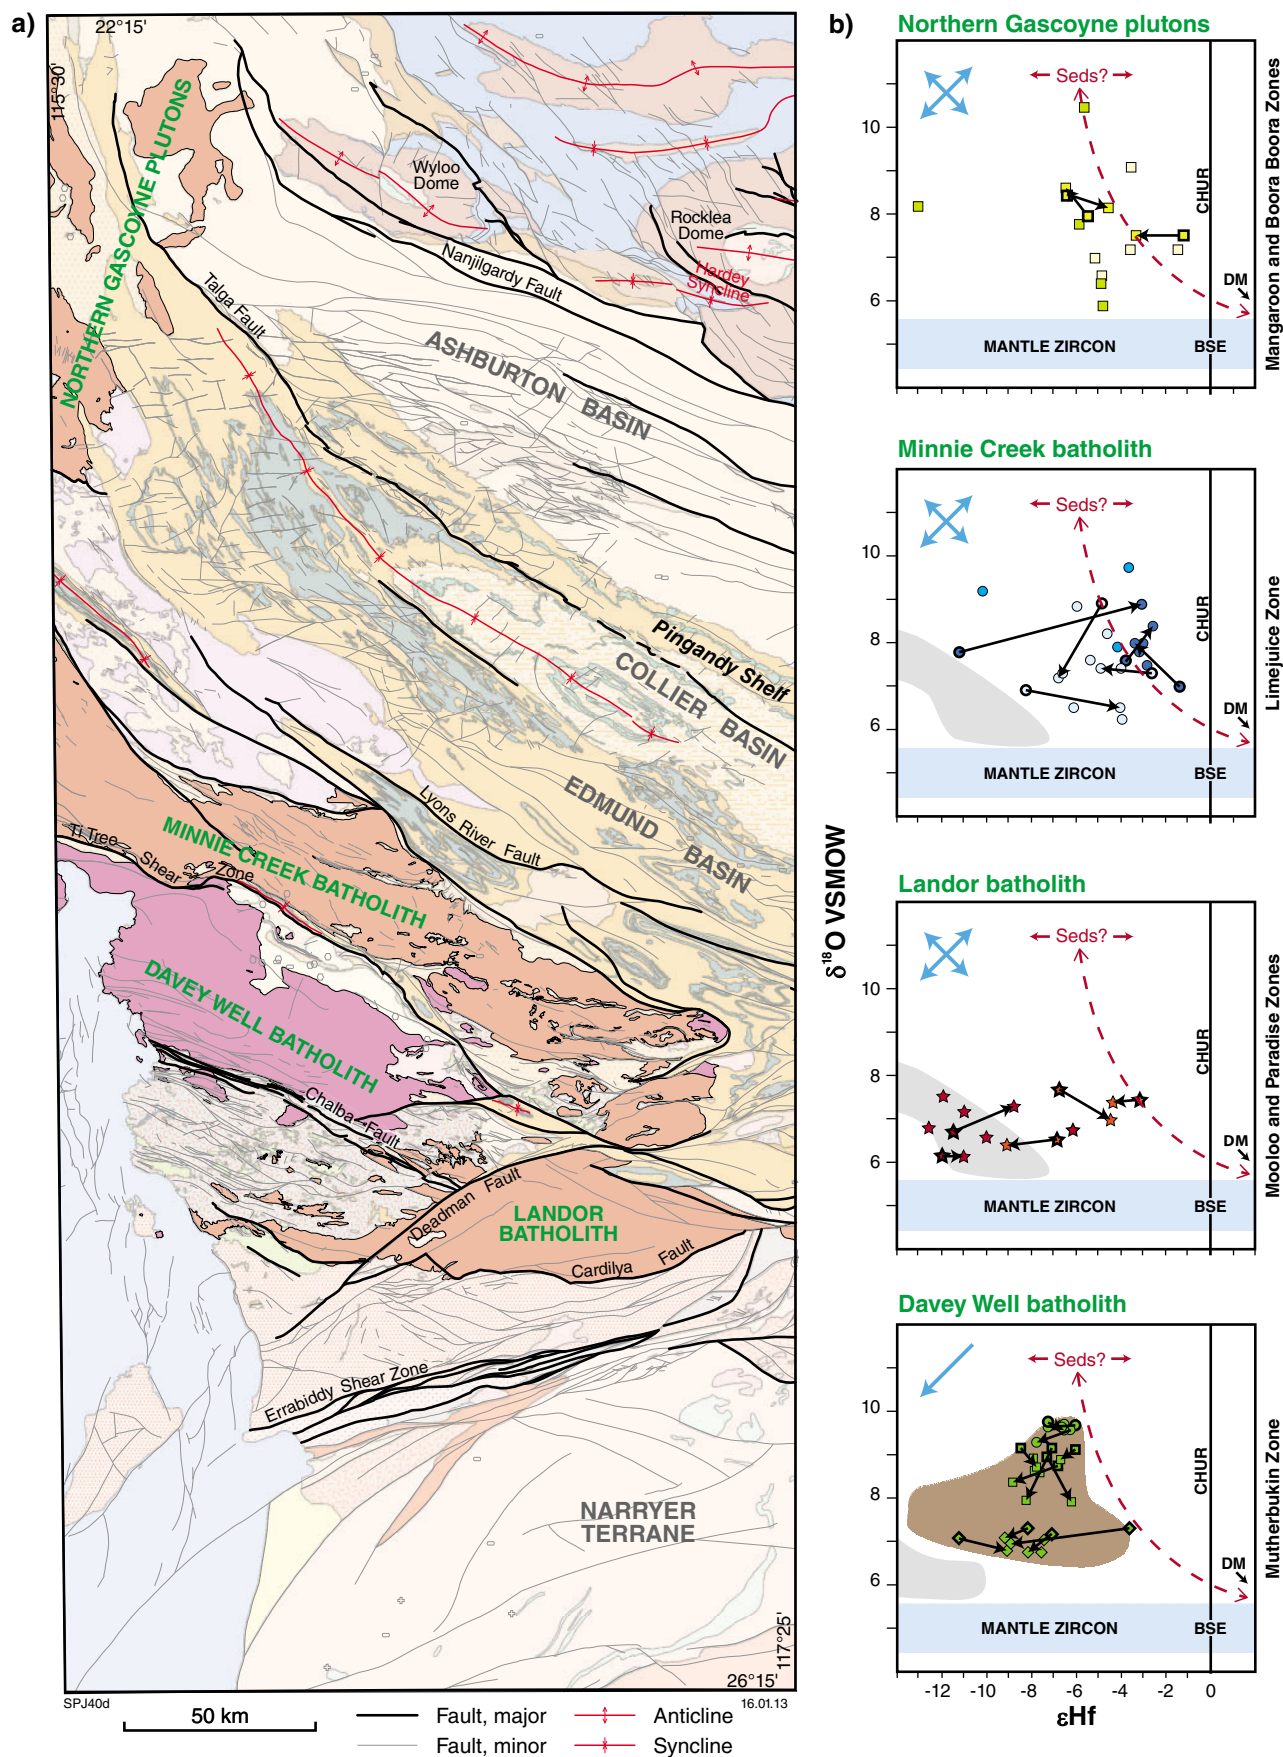 a)
22°15'
115°30'
NORTHERN GASCOYNE PLUTONS
Wyloo
Dome
Rocklea
Dome
Hardey
Syncline
Nanjilgardy Fault
Talga Fault
ASHBURTON BASIN
Pingandy Shelf
COLLIER BASIN
EDMUND BASIN
Lyons River Fault
Ti Tree Shear Zone
MINNIE CREEK BATHOLITH
DAVEY WELL BATHOLITH
Chalba Fault
Deadman Fault
LANDOR
BATHOLITH
Cardilya Fault
Errabiddy Shear Zone
NARRYER
TERRANE
117°25'
26°15'
SPJ40d
16.01.13
50 km
Fault, major
Fault, minor
Anticline
Syncline
b)
Northern Gascoyne plutons
Seds?
10
8
6
CHUR
DM
MANTLE ZIRCON
BSE
Mangaroon and Boora Boora Zones
Minnie Creek batholith
Seds?
10
8
6
CHUR
DM
MANTLE ZIRCON
BSE
Limejuice Zone
δ18O VSMOW
Landor batholith
Seds?
10
8
6
CHUR
DM
MANTLE ZIRCON
BSE
Mooloo and Paradise Zones
Davey Well batholith
Seds?
10
8
6
CHUR
DM
MANTLE ZIRCON
BSE
Mutherbukin Zone
-12 -10 -8 -6 -4 -2 0
εHf